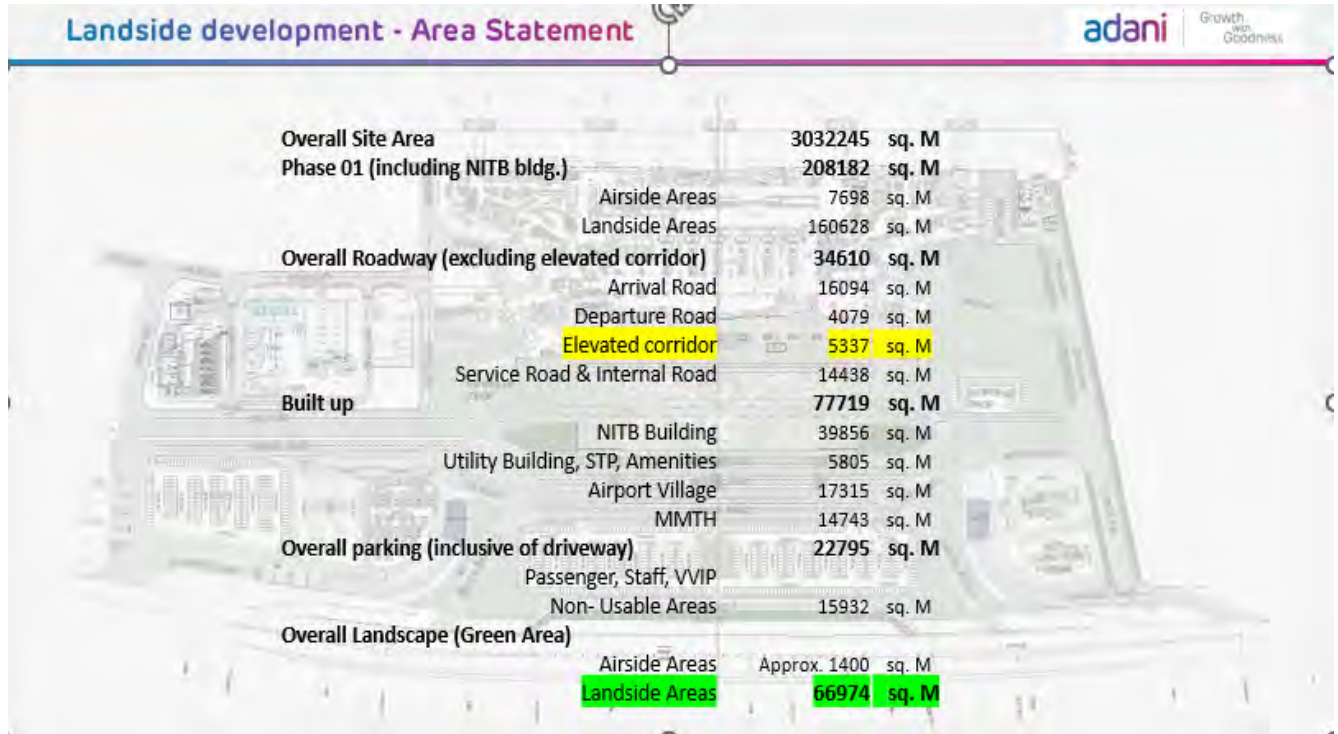 Landside development - Area Statement
adani
Growth with Goodness
Overall Site Area 3032245 sq. M
Phase 01 (including NITB bldg.) 208182 sq. M
Airside Areas 7698 sq. M
Landside Areas 160628 sq. M
Overall Roadway (excluding elevated corridor) 34610 sq. M
Arrival Road 16094 sq. M
Departure Road 4079 sq. M
Elevated corridor 5337 sq. M
Service Road & Internal Road 14438 sq. M
Built up 77719 sq. M
NITB Building 39856 sq. M
Utility Building, STP, Amenities 5805 sq. M
Airport Village 17315 sq. M
MMTH 14743 sq. M
Overall parking (inclusive of driveway) 22795 sq. M
Passenger, Staff, VVIP
Non- Usable Areas 15932 sq. M
Overall Landscape (Green Area)
Airside Areas Approx. 1400 sq. M
Landside Areas 66974 sq. M